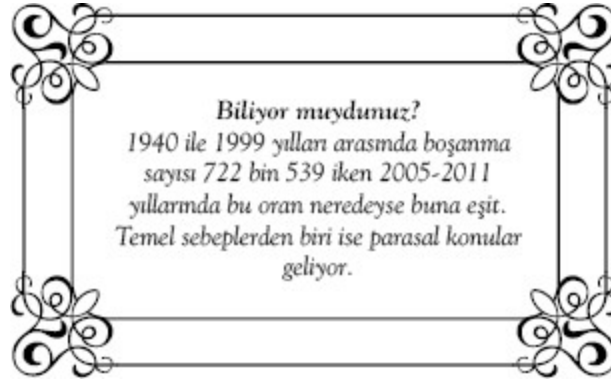 Biliyor muydunuz?
1940 ile 1999 yılları arasında boşanma
sayısı 722 bin 539 iken 2005-2011
yıllarında bu oran neredeyse buna eşit.
Temel sebeplerden biri ise parasal konular
geliyor.